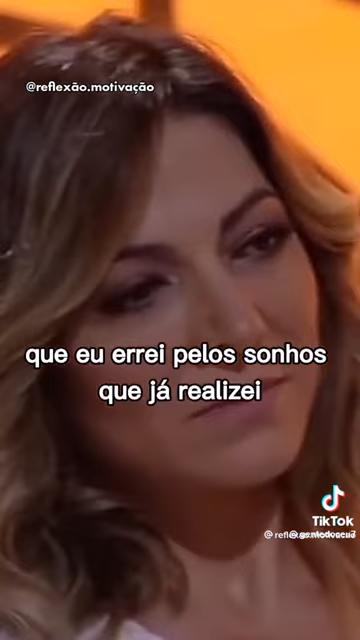 @reflexão.motivação
que eu errei pelos sonhos
que já realizei
TikTok